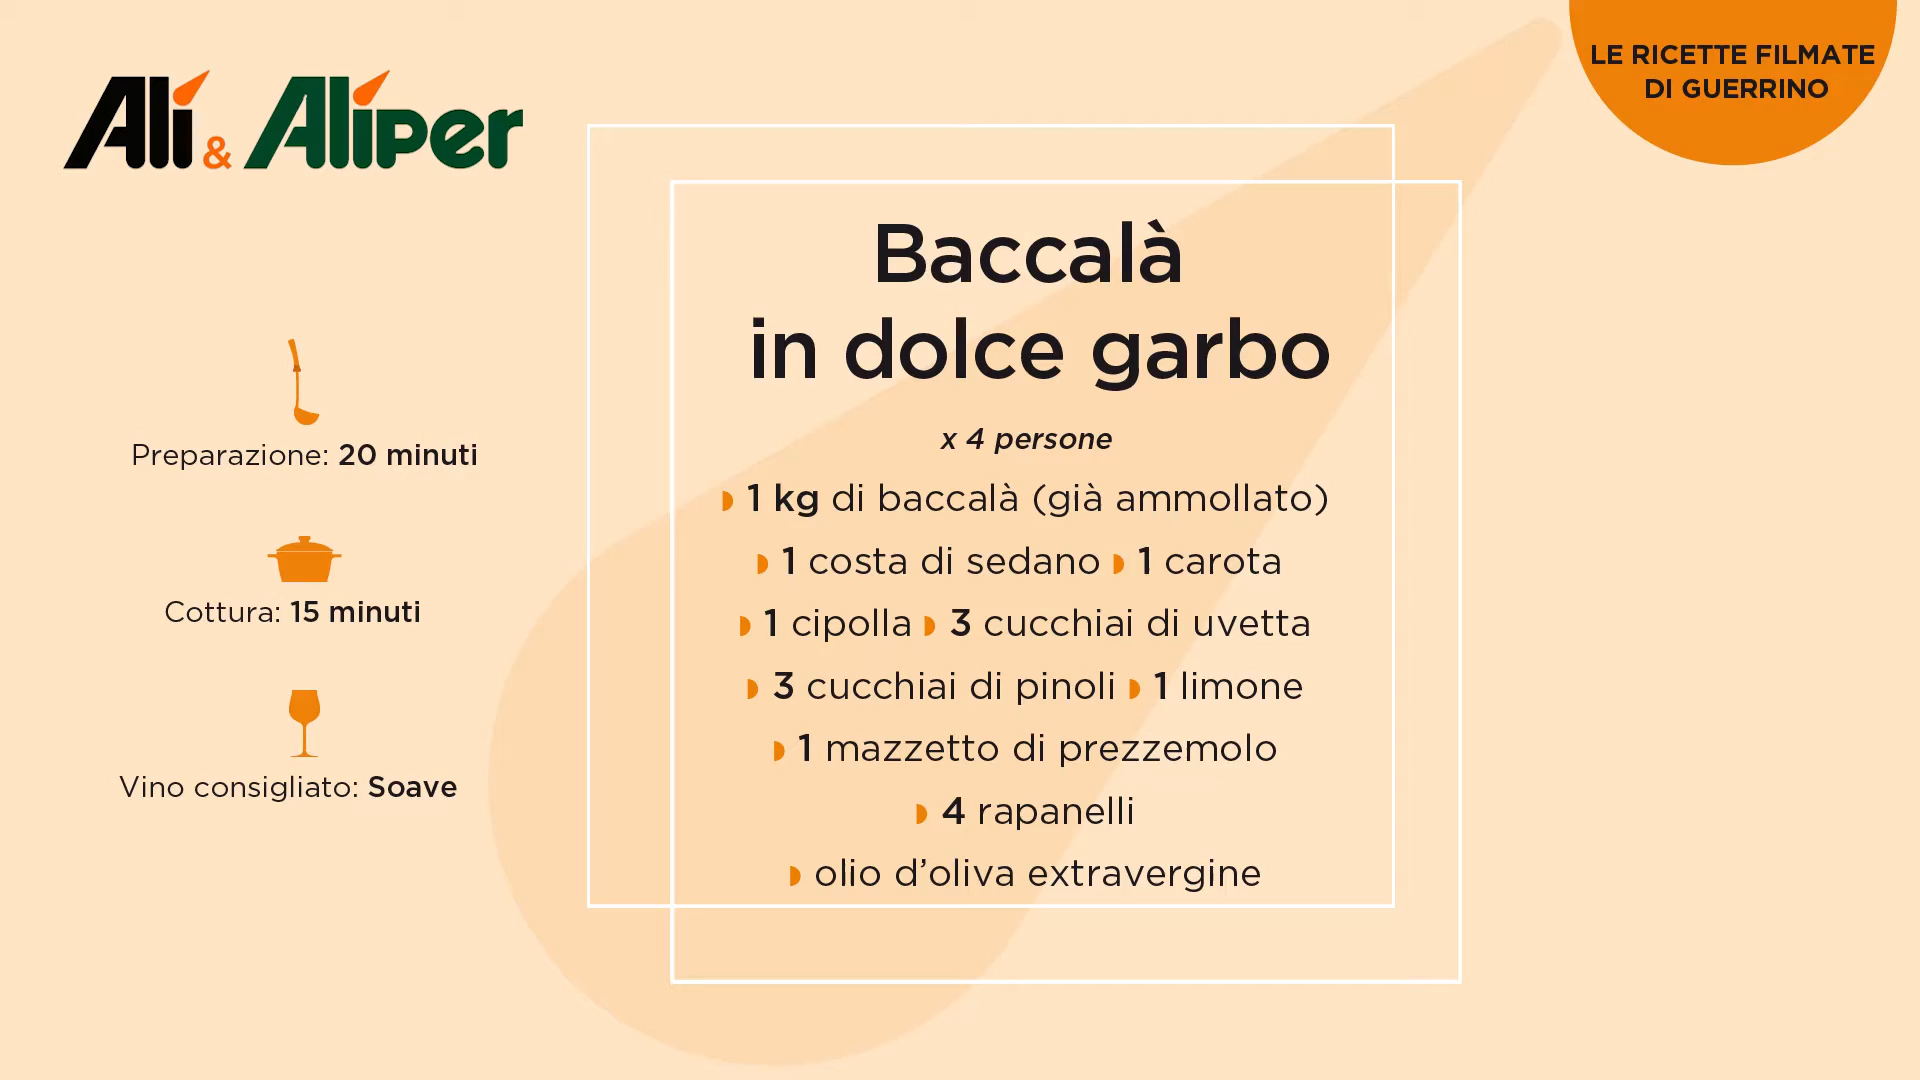 Alì & Alìper
LE RICETTE FILMATE
DI GUERRINO
Baccalà
in dolce garbo
x 4 persone
1 kg di baccalà (già ammollato)
1 costa di sedano 1 carota
1 cipolla 3 cucchiai di uvetta
3 cucchiai di pinoli 1 limone
1 mazzetto di prezzemolo
4 rapanelli
olio d’oliva extravergine
Preparazione: 20 minuti
Cottura: 15 minuti
Vino consigliato: Soave